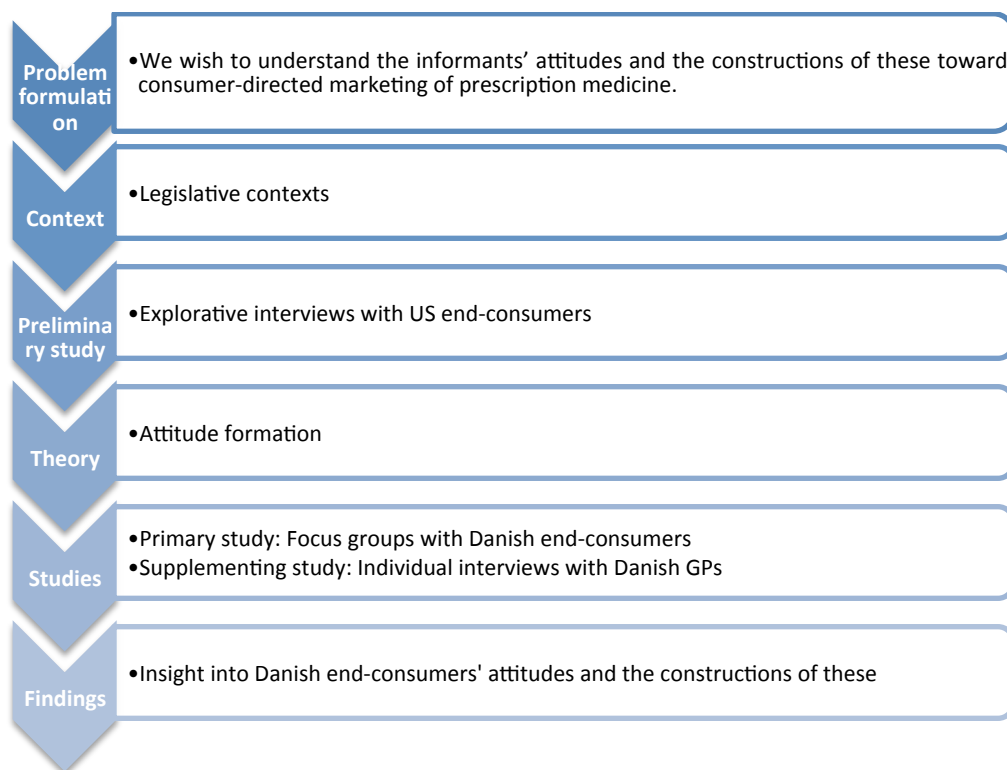 Problem
formulati
on
•We wish to understand the informants' attitudes and the constructions of these toward
consumer-directed marketing of prescription medicine.
Context
•Legislative contexts
Prelimina
ry study
•Explorative interviews with US end-consumers
Theory
•Attitude formation
Studies
•Primary study: Focus groups with Danish end-consumers
•Supplementing study: Individual interviews with Danish GPs
Findings
•Insight into Danish end-consumers' attitudes and the constructions of these